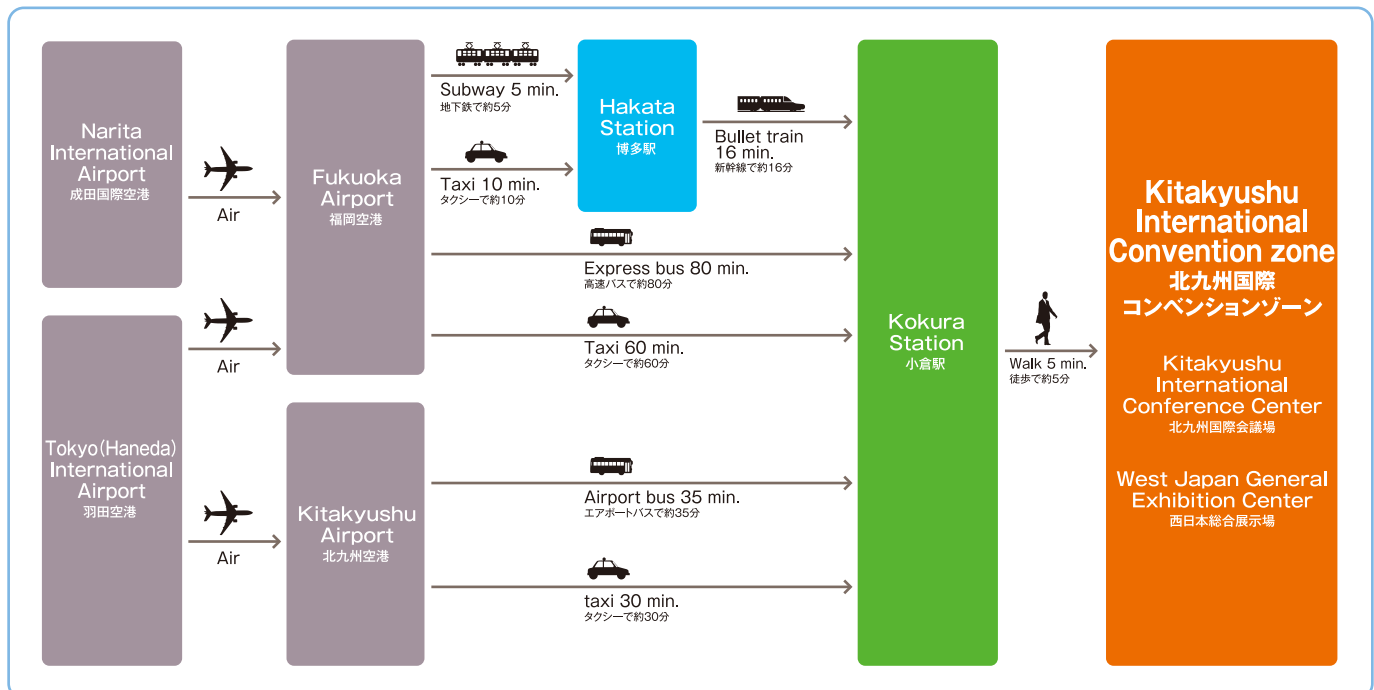 Narita
International
Airport
成田国際空港
Tokyo(Haneda)
International
Airport
羽田空港
Air
Air
Air
Fukuoka
Airport
福岡空港
Kitakyushu
Airport
北九州空港
Subway 5 min.
地下鉄で約5分
Taxi 10 min.
タクシーで約10分
Hakata
Station
博多駅
Bullet train
16 min.
新幹線で約16分
Express bus 80 min.
高速バスで約80分
Taxi 60 min.
タクシーで約60分
Airport bus 35 min.
エアポートバスで約35分
taxi 30 min.
タクシーで約30分
Kokura
Station
小倉駅
Walk 5 min.
徒歩で約5分
Kitakyushu
International
Convention zone
北九州国際
コンベンションゾーン
Kitakyushu
International
Conference Center
北九州国際会議場
West Japan General
Exhibition Center
西日本総合展示場